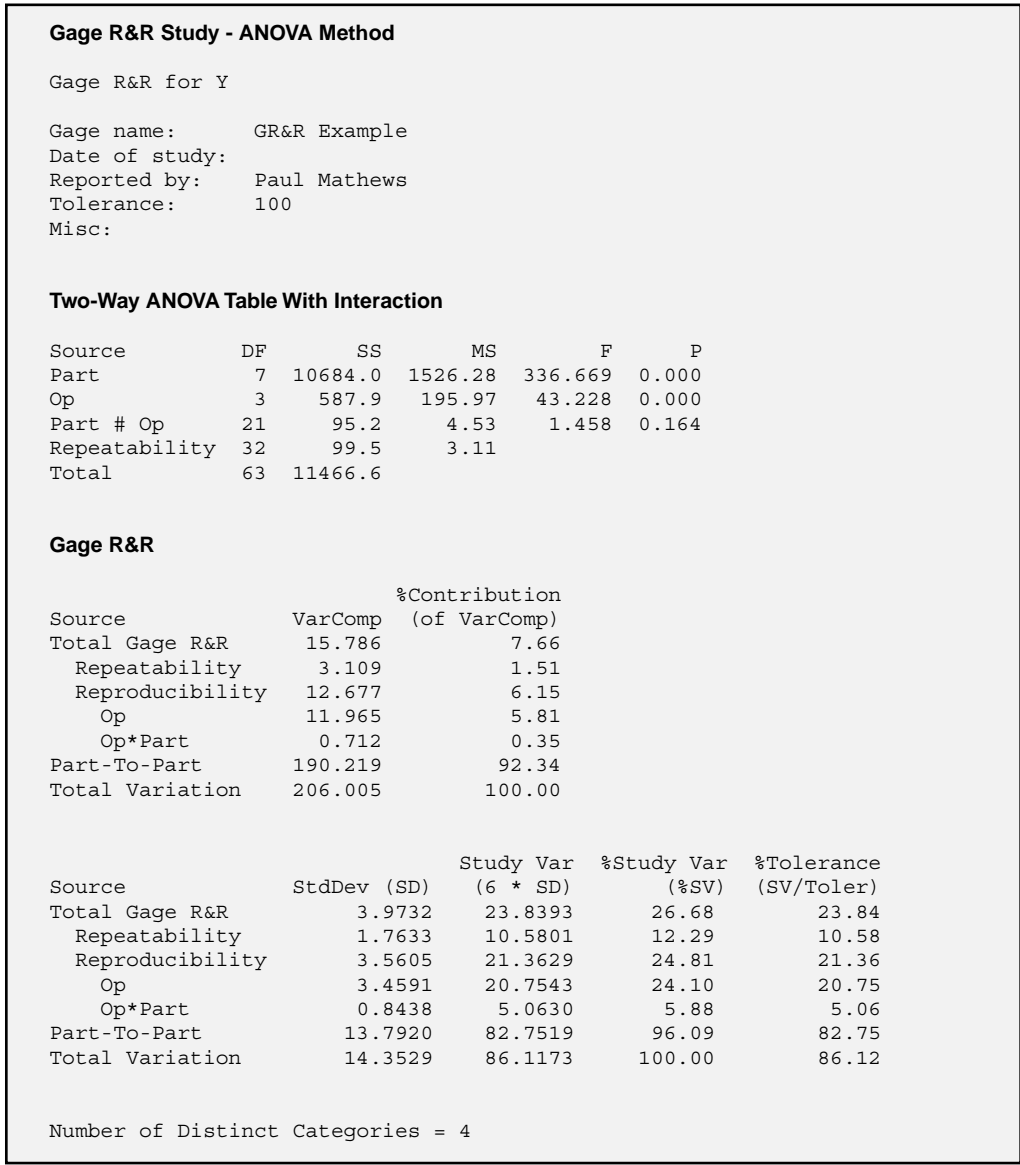 Gage R&R Study - ANOVA Method
Gage R&R for Y
Gage name: GR&R Example
Date of study:
Reported by: Paul Mathews
Tolerance: 100
Misc:
Two-Way ANOVA Table With Interaction
Source DF SS MS F P
Part 7 10684.0 1526.28 336.669 0.000
Op 3 587.9 195.97 43.228 0.000
Part # Op 21 95.2 4.53 1.458 0.164
Repeatability 32 99.5 3.11
Total 63 11466.6
Gage R&R
%Contribution
Source VarComp (of VarComp)
Total Gage R&R 15.786 7.66
Repeatability 3.109 1.51
Reproducibility 12.677 6.15
Op 11.965 5.81
Op*Part 0.712 0.35
Part-To-Part 190.219 92.34
Total Variation 206.005 100.00
Study Var %Study Var %Tolerance
Source StdDev (SD) (6 * SD) (%SV) (SV/Toler)
Total Gage R&R 3.9732 23.8393 26.68 23.84
Repeatability 1.7633 10.5801 12.29 10.58
Reproducibility 3.5605 21.3629 24.81 21.36
Op 3.4591 20.7543 24.10 20.75
Op*Part 0.8438 5.0630 5.88 5.06
Part-To-Part 13.7920 82.7519 96.09 82.75
Total Variation 14.3529 86.1173 100.00 86.12
Number of Distinct Categories = 4